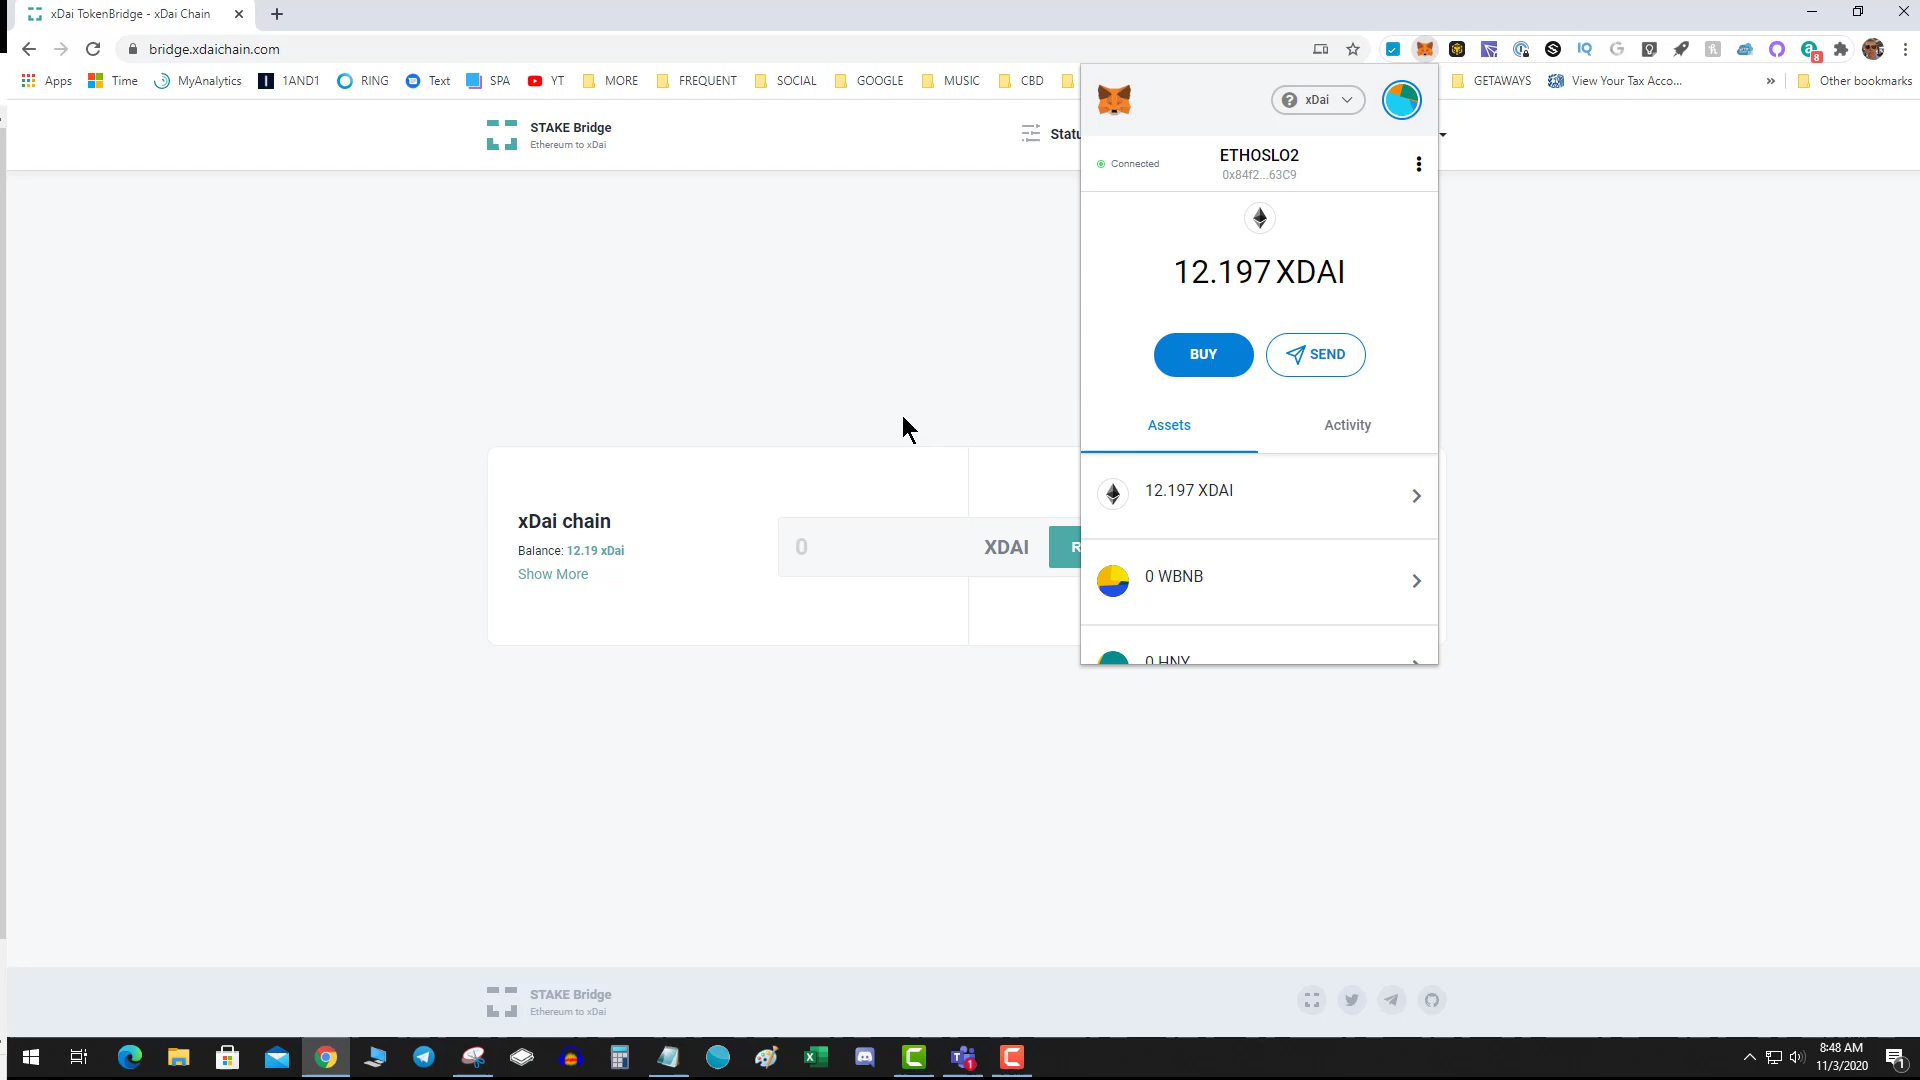 xDai TokenBridge - xDai Chain
bridge.xdaichain.com
8
Apps
Time
MyAnalytics
1AND1
RING
Text
SPA
YT
MORE
FREQUENT
SOCIAL
GOOGLE
MUSIC
CBD
GETAWAYS
View Your Tax Acco...
»
Other bookmarks
STAKE Bridge
Ethereum to xDai
Statu
xDai
Connected
ETHOSLO2
0x84f2...63C9
12.197 XDAI
BUY
SEND
Assets
Activity
12.197 XDAI
0 WBNB
0 HNY
xDai chain
Balance: 12.19 xDai
Show More
0
XDAI
R
STAKE Bridge
Ethereum to xDai
8:48 AM
11/3/2020
1
1